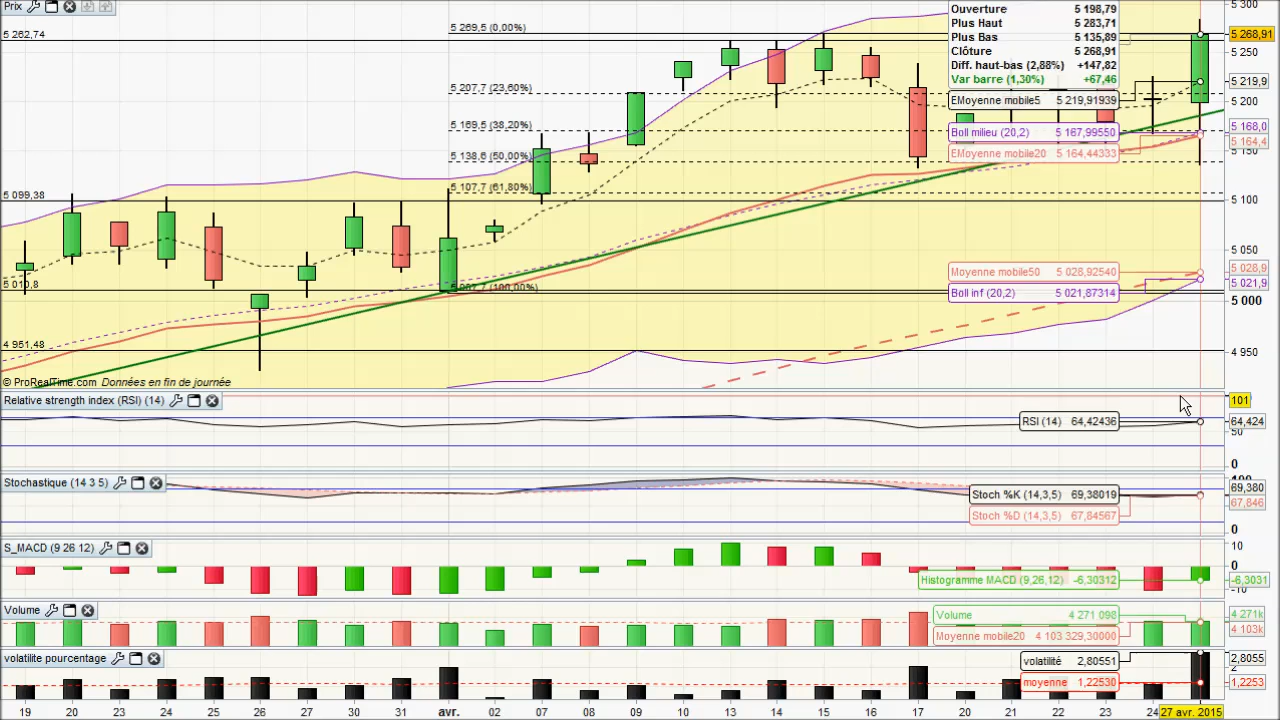 Prix
5 262,74
5 269,5 (0,00%)
5 207,7 (23,60%)
5 169,5 (38,20%)
5 138,6 (50,00%)
5 107,7 (61,80%)
5 099,38
5 010,8
4 951,48
Ouverture 5 198,79
Plus Haut 5 283,71
Plus Bas 5 135,89
Clôture 5 268,91
Diff. haut-bas (2,88%) +147,82
Var barre (1,30%) +67,46
EMoyenne mobile5 5 219,91939
Boll milieu (20,2) 5 167,99550
EMoyenne mobile20 5 164,44333
Moyenne mobile50 5 028,92540
Boll inf (20,2) 5 021,87314
5 300
5 268,91
5 250
5 219,9
5 200
5 168,0
5 164,4
5 150
5 100
5 050
5 028,9
5 021,9
5 000
4 950
© ProRealTime.com Données en fin de journée
Relative strength index (RSI) (14)
RSI (14) 64,42436
101
64,424
50
0
Stochastique (14 3 5)
Stoch %K (14,3,5) 69,38019
Stoch %D (14,3,5) 67,84567
100
69,380
67,846
0
S_MACD (9 26 12)
Histogramme MACD (9,26,12) -6,30312
10
0
-6,3031
-10
Volume
Volume 4 271 098
Moyenne mobile20 4 103 329,30000
4 271k
4 103k
volatilite pourcentage
volatilité 2,80551
moyenne 1,22530
2,8055
2
1,2253
19 20 23 24 25 26 27 30 31 avr. 02 07 08 09 10 13 14 15 16 17 20 21 22 23 24 27 avr. 2015